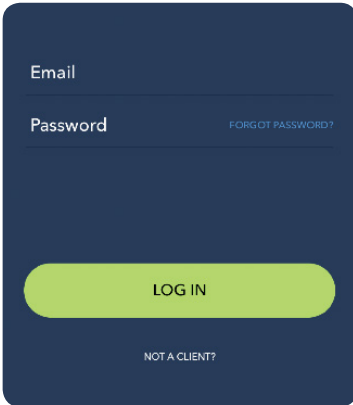 Email
Password FORGOT PASSWORD?
LOG IN
NOT A CLIENT?